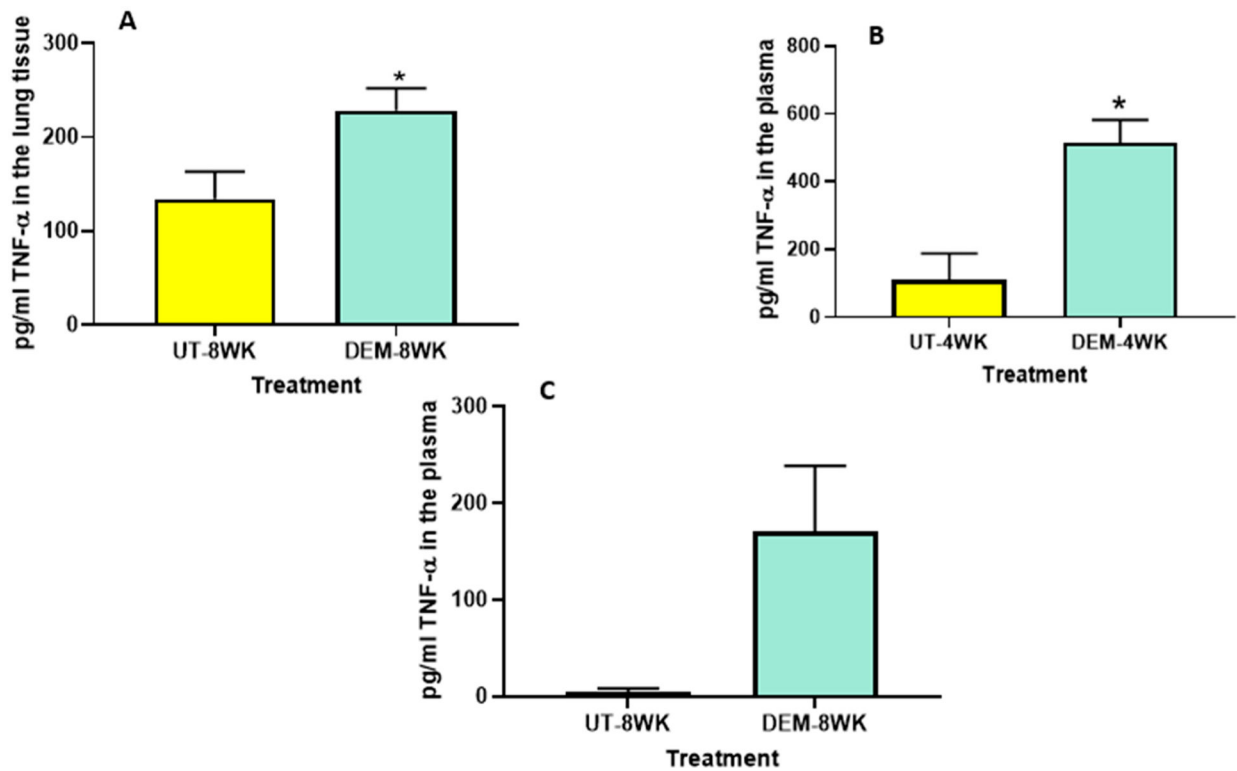 A
pg/ml TNF-α in the lung tissue
300
200
100
0
*
UT-8WK DEM-8WK
Treatment
B
pg/ml TNF-α in the plasma
800
600
400
200
0
*
UT-4WK DEM-4WK
Treatment
C
pg/ml TNF-α in the plasma
300
200
100
0
UT-8WK DEM-8WK
Treatment